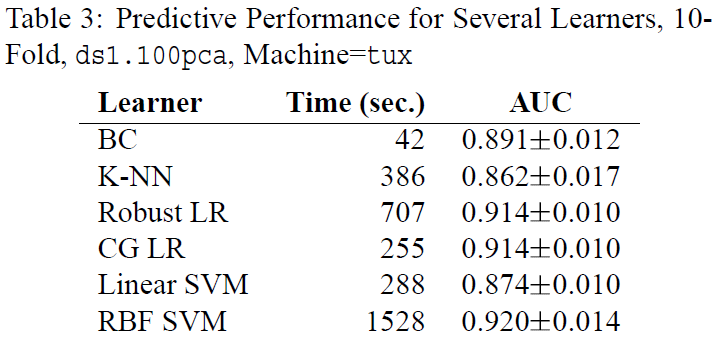 Table 3: Predictive Performance for Several Learners, 10-
Fold, ds1.100pca, Machine=tux
Learner Time (sec.) AUC
BC 42 0.891±0.012
K-NN 386 0.862±0.017
Robust LR 707 0.914±0.010
CG LR 255 0.914±0.010
Linear SVM 288 0.874±0.010
RBF SVM 1528 0.920±0.014